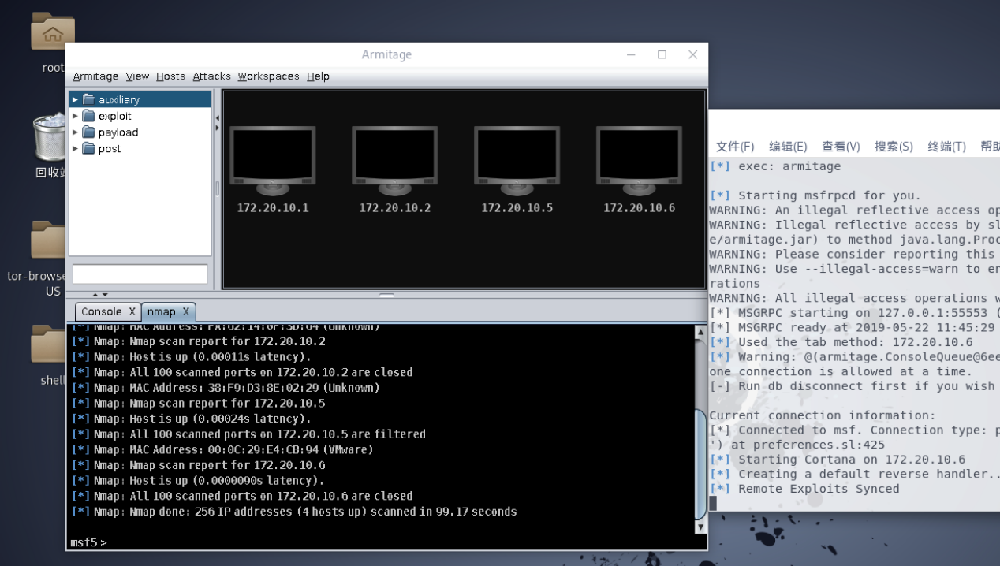 root
回收站
tor-browse
US
shell
Armitage
Armitage View Hosts Attacks Workspaces Help
auxiliary
exploit
payload
post
172.20.10.1 172.20.10.2 172.20.10.5 172.20.10.6
Console X nmap X
[*] Nmap: MAC Address: FA:62:14:0F:3D:64 (Unknown)
[*] Nmap: Nmap scan report for 172.20.10.2
[*] Nmap: Host is up (0.00011s latency).
[*] Nmap: All 100 scanned ports on 172.20.10.2 are closed
[*] Nmap: MAC Address: 38:F9:D3:8E:02:29 (Unknown)
[*] Nmap: Nmap scan report for 172.20.10.5
[*] Nmap: Host is up (0.00024s latency).
[*] Nmap: All 100 scanned ports on 172.20.10.5 are filtered
[*] Nmap: MAC Address: 00:0C:29:E4:CB:94 (VMware)
[*] Nmap: Nmap scan report for 172.20.10.6
[*] Nmap: Host is up (0.0000090s latency).
[*] Nmap: All 100 scanned ports on 172.20.10.6 are closed
[*] Nmap: Nmap done: 256 IP addresses (4 hosts up) scanned in 99.17 seconds
msf5 >
文件(F) 编辑(E) 查看(V) 搜索(S) 终端(T) 帮助
[*] exec: armitage
[*] Starting msfrpcd for you.
WARNING: An illegal reflective access op
WARNING: Illegal reflective access by sl
e/armitage.jar) to method java.lang.Proc
WARNING: Please consider reporting this
WARNING: Use --illegal-access=warn to en
rations
WARNING: All illegal access operations w
[*] MSGRPC starting on 127.0.0.1:55553 (
[*] MSGRPC ready at 2019-05-22 11:45:29
[*] Used the tab method: 172.20.10.6
[*] Warning: @(armitage.ConsoleQueue@6ee
one connection is allowed at a time.
[-] Run db_disconnect first if you wish
Current connection information:
[*] Connected to msf. Connection type: p
') at preferences.sl:425
[*] Starting Cortana on 172.20.10.6
[*] Creating a default reverse handler..
[*] Remote Exploits Synced